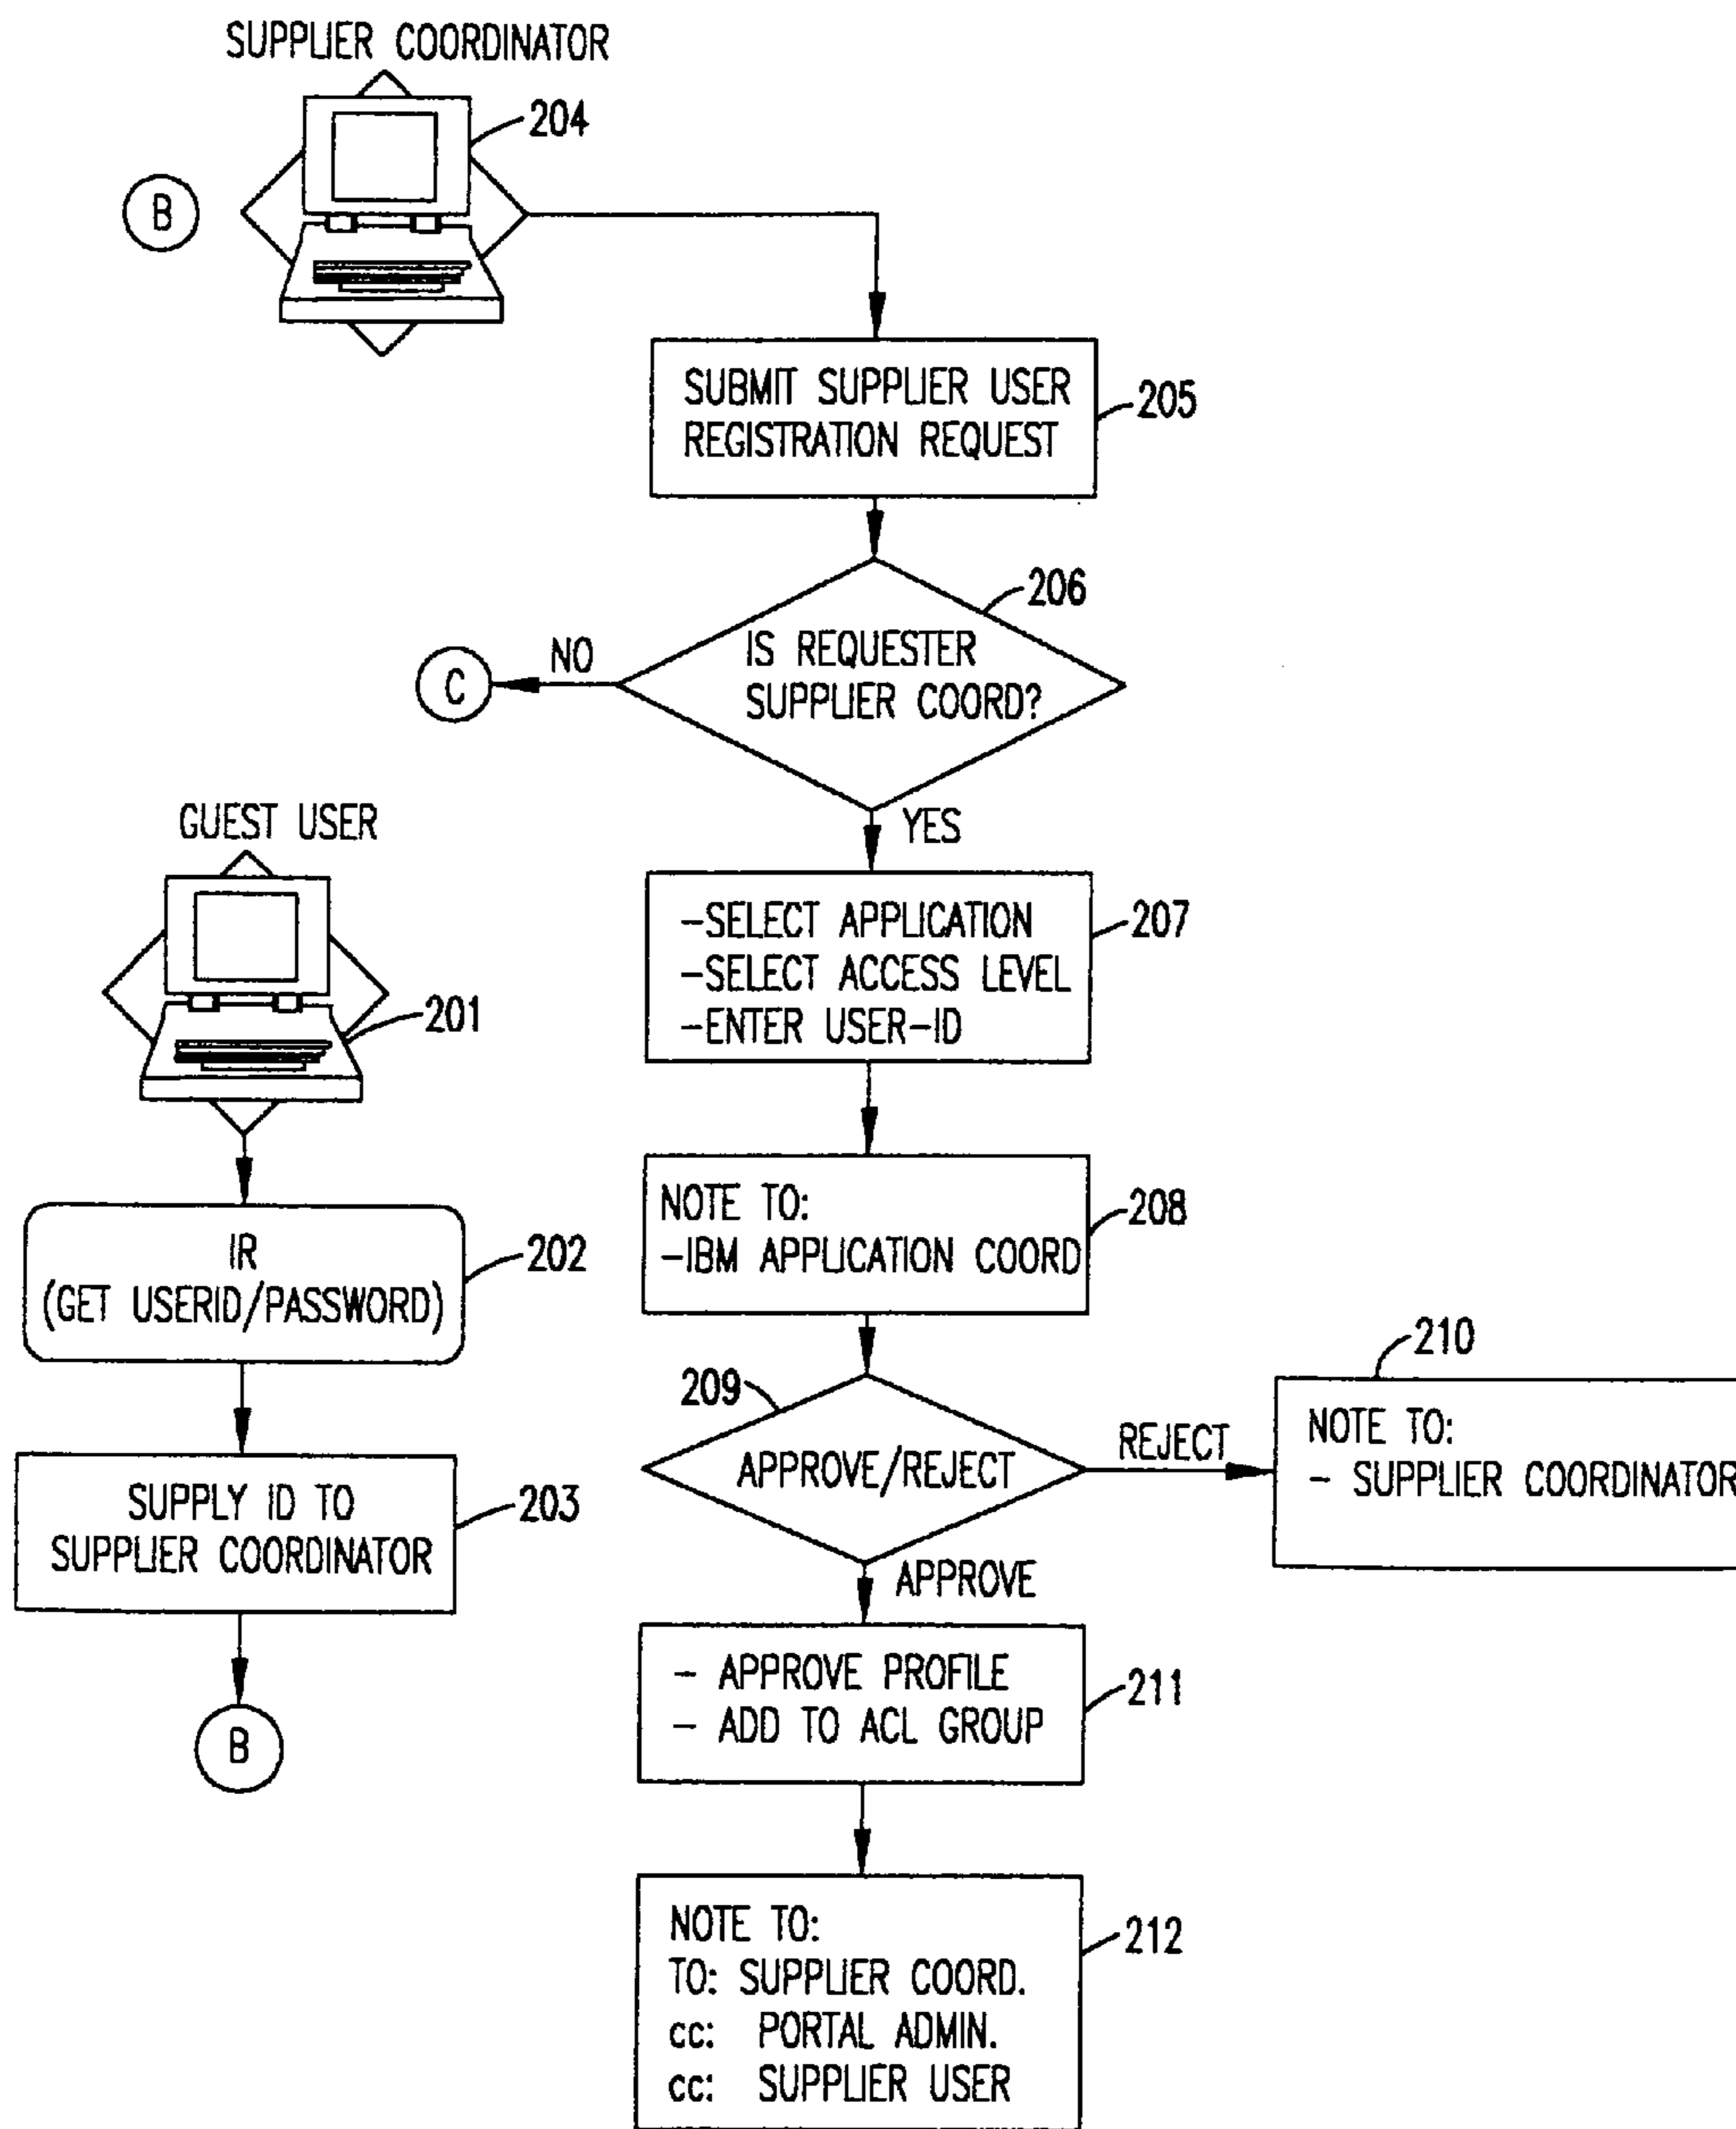 SUPPLIER COORDINATOR
204
B
SUBMIT SUPPLIER USER
REGISTRATION REQUEST
205
206
IS REQUESTER
SUPPLIER COORD?
NO
C
YES
GUEST USER
201
-SELECT APPLICATION
-SELECT ACCESS LEVEL
-ENTER USER-ID
207
IR
(GET USERID/PASSWORD)
202
NOTE TO:
-IBM APPLICATION COORD
208
SUPPLY ID TO
SUPPLIER COORDINATOR
203
B
209
APPROVE/REJECT
REJECT
210
NOTE TO:
- SUPPLIER COORDINATOR
APPROVE
- APPROVE PROFILE
- ADD TO ACL GROUP
211
NOTE TO:
TO: SUPPLIER COORD.
cc: PORTAL ADMIN.
cc: SUPPLIER USER
212